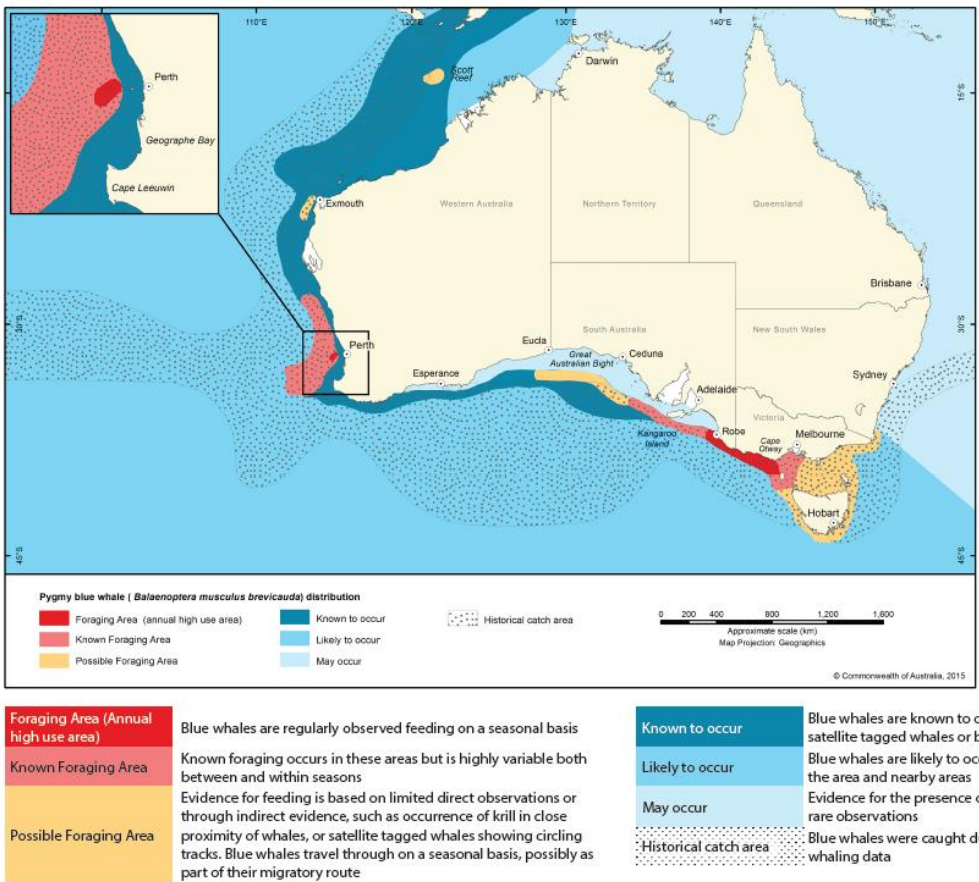 110°E
120°E
130°E
140°E
150°E
Perth
Geographe Bay
Cape Leeuwin
Scott
Reef
Darwin
15°S
15°S
Exmouth
Western Australia
Northern Territory
Queensland
Brisbane
30°S
30°S
South Australia
New South Wales
Perth
Esperance
Eucla
Great
Australian Bight
Ceduna
Sydney
Adelaide
Victoria
Kangaroo
Island
Robe
Cape
Otway
Melbourne
Hobart
45°S
45°S
Pygmy blue whale ( Balaenoptera musculus brevicauda) distribution
Foraging Area (annual high use area)
Known Foraging Area
Possible Foraging Area
Known to occur
Likely to occur
May occur
Historical catch area
0 200 400 800 1,200 1,600
Approximate scale (km)
Map Projection: Geographics
© Commonwealth of Australia, 2015
Foraging Area (Annual
high use area)
Blue whales are regularly observed feeding on a seasonal basis
Known Foraging Area
Known foraging occurs in these areas but is highly variable both
between and within seasons
Possible Foraging Area
Evidence for feeding is based on limited direct observations or
through indirect evidence, such as occurrence of krill in close
proximity of whales, or satellite tagged whales showing circling
tracks. Blue whales travel through on a seasonal basis, possibly as
part of their migratory route
Known to occur
Blue whales are known to
satellite tagged whales or
Likely to occur
Blue whales are likely to
the area and nearby areas
May occur
Evidence for the presence
rare observations
Historical catch area
Blue whales were caught
whaling data